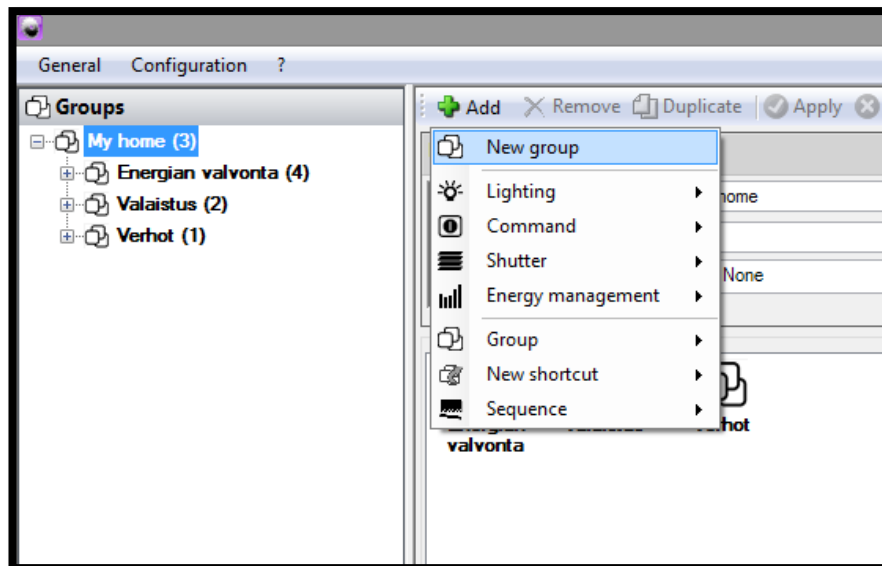 General Configuration ?
Groups
Add Remove Duplicate Apply
My home (3)
Energian valvonta (4)
Valaistus (2)
Verhot (1)
New group
Lighting
Command
Shutter
Energy management
Group
New shortcut
Sequence
home
None
valvonta